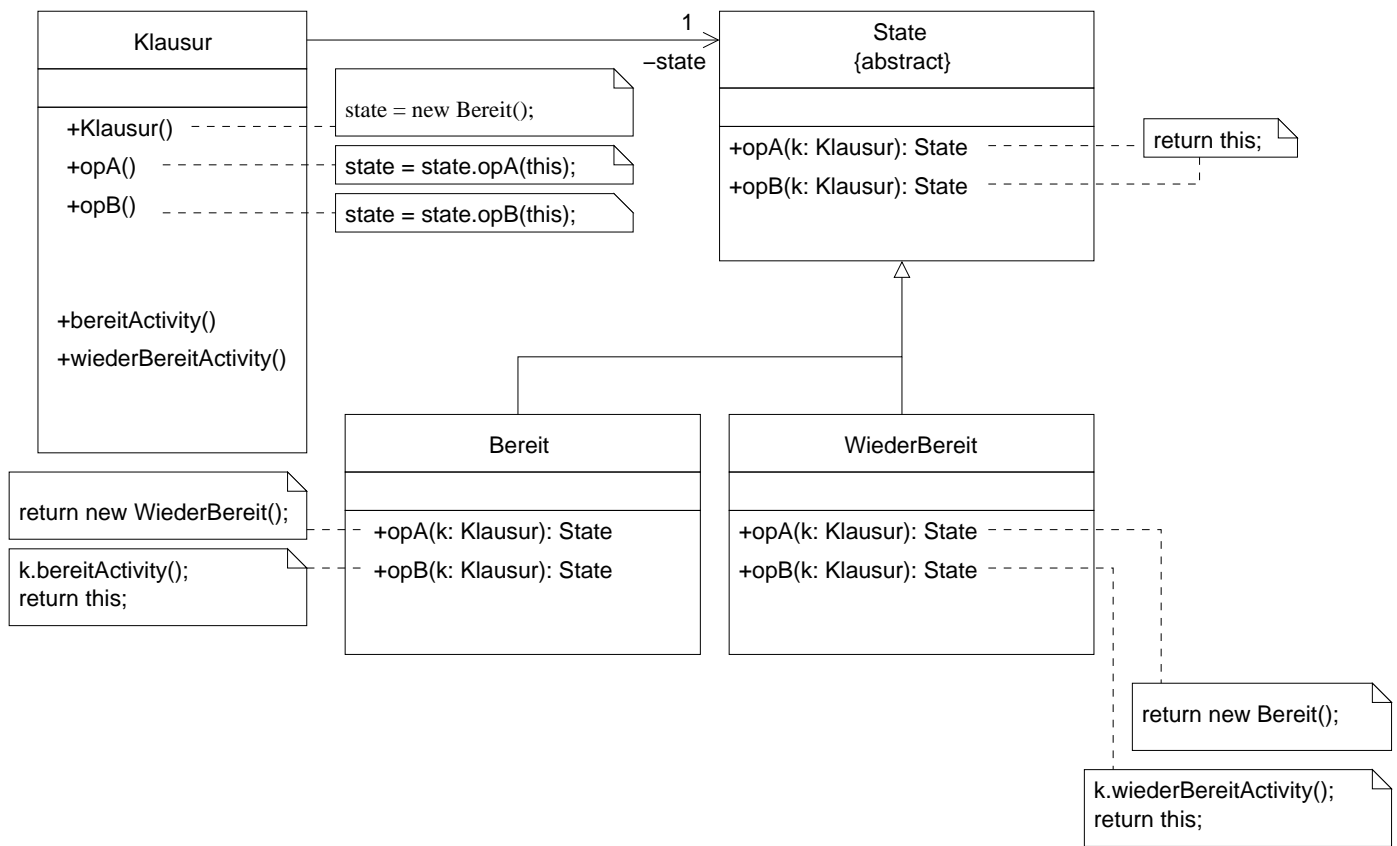 Klausur
+Klausur()
+opA()
+opB()
+bereitActivity()
+wiederBereitActivity()
state = new Bereit();
state = state.opA(this);
state = state.opB(this);
1
–state
State
{abstract}
+opA(k: Klausur): State
+opB(k: Klausur): State
return this;
Bereit
+opA(k: Klausur): State
+opB(k: Klausur): State
return new WiederBereit();
k.bereitActivity();
return this;
WiederBereit
+opA(k: Klausur): State
+opB(k: Klausur): State
return new Bereit();
k.wiederBereitActivity();
return this;